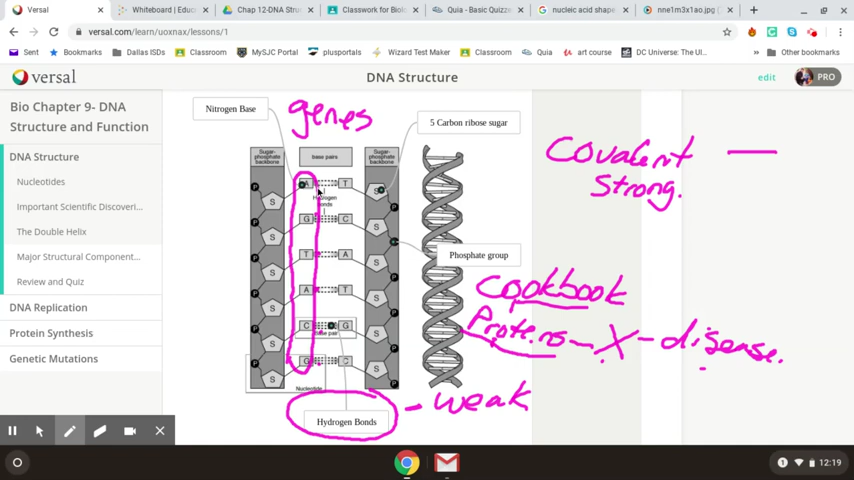 Versal
Whiteboard | Educ
Chap 12-DNA Stru
Classwork for Biolo
Quia - Basic Quizze
nucleic acid shape
nne1m3x1ao.jpg (
versal.com/learn/uoxnax/lessons/1
Sent
Bookmarks
Dallas ISDs
Classroom
MySJC Portal
plusportals
Wizard Test Maker
Classroom
Quia
art course
DC Universe: The UI...
Other bookmarks
versal
DNA Structure
edit
PRO
Bio Chapter 9- DNA
Structure and Function
DNA Structure
Nucleotides
Important Scientific Discoveri...
The Double Helix
Major Structural Component...
Review and Quiz
DNA Replication
Protein Synthesis
Genetic Mutations
Nitrogen Base
genes
5 Carbon ribose sugar
Covalent —
Strong.
Sugar-
phosphate
backbone
base pairs
Sugar-
phosphate
backbone
P
A
T
S
S
Hydrogen
Bonds
P
P
S
G
C
S
Phosphate group
P
S
T
A
S
P
P
S
A
T
S
Cookbook
P
P
S
C
G
S
Base pair
Proteins - X - disease.
P
P
S
G
C
S
P
Nucleotide
Hydrogen Bonds
- weak
1
12:19